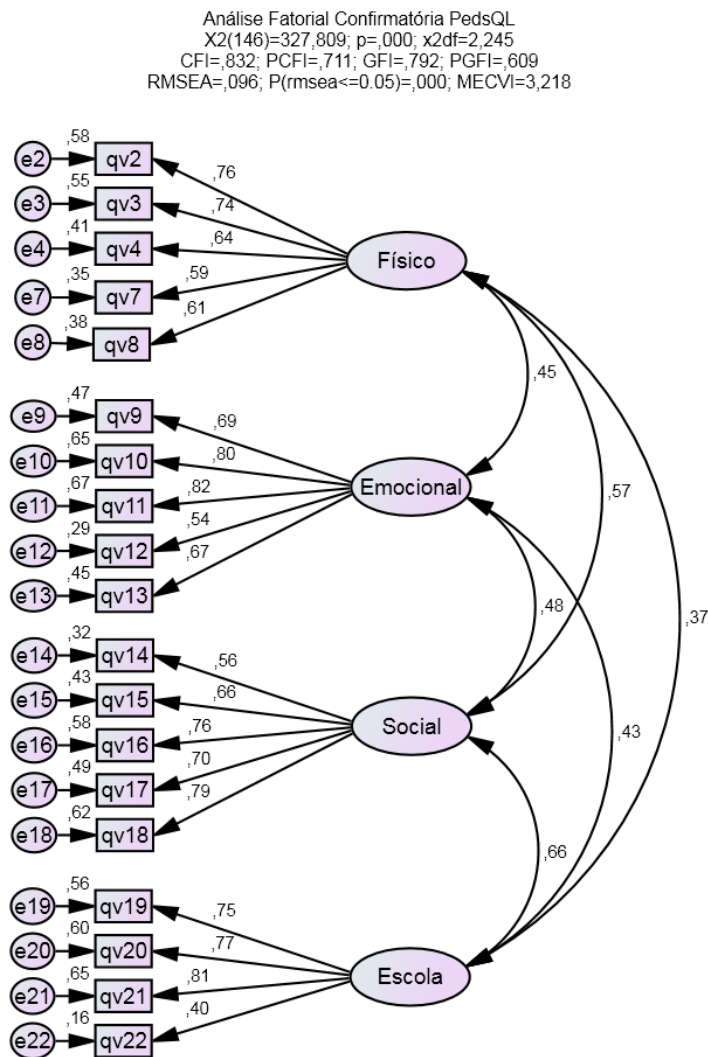 Análise Fatorial Confirmatória PedsQL
X2(146)=327,809; p=,000; x2df=2,245
CFI=,832; PCFI=,711; GFI=,792; PGFI=,609
RMSEA=,096; P(rmsea<=0.05)=,000; MECVI=3,218
,58
e2 qv2
,76
,55
e3 qv3
,74
,41
e4 qv4
,64
Físico
,35
e7 qv7
,59
,38
e8 qv8
,61
,45
,47
e9 qv9
,69
,65
e10 qv10
,80
,67
e11 qv11
,82
Emocional
,57
,29
e12 qv12
,54
,45
e13 qv13
,67
,48
,37
,32
e14 qv14
,56
,43
e15 qv15
,66
,58
e16 qv16
,76
Social
,43
,49
e17 qv17
,70
,62
e18 qv18
,79
,66
,56
e19 qv19
,75
,60
e20 qv20
,77
,65
e21 qv21
,81
Escola
,16
e22 qv22
,40